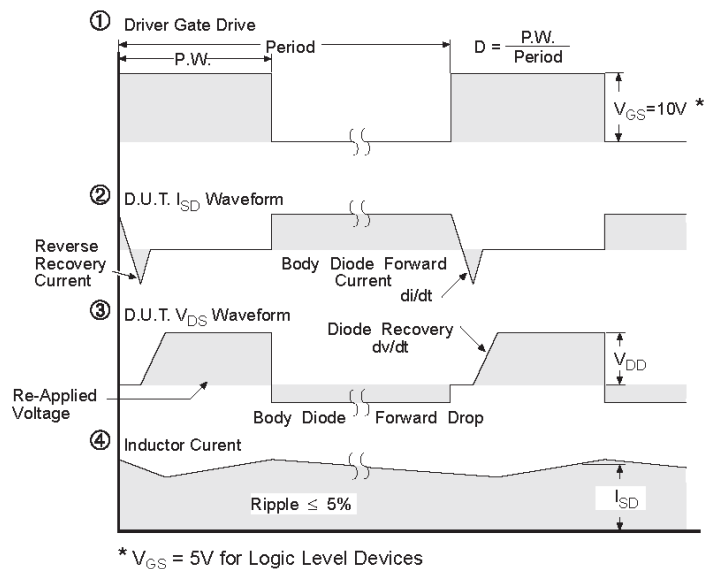 ① Driver Gate Drive
P.W.
Period
D = P.W. / Period
V_GS=10V *
② D.U.T. I_SD Waveform
Reverse
Recovery
Current
Body Diode Forward
Current
di/dt
③ D.U.T. V_DS Waveform
Diode Recovery
dv/dt
V_DD
Re-Applied
Voltage
Body Diode Forward Drop
④ Inductor Curent
Ripple ≤ 5%
I_SD
* V_GS = 5V for Logic Level Devices